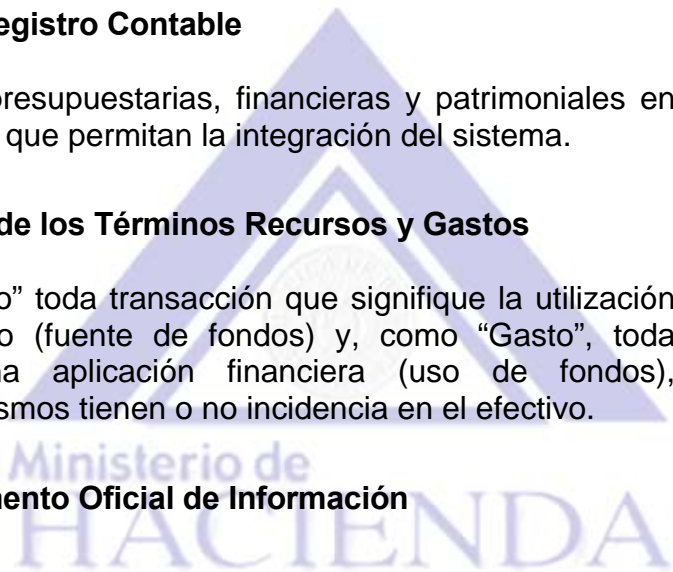 egistro Contable
presupuestarias, financieras y patrimoniales en
que permitan la integración del sistema.
de los Términos Recursos y Gastos
o” toda transacción que signifique la utilización
o (fuente de fondos) y, como “Gasto”, toda
na aplicación financiera (uso de fondos),
ismos tienen o no incidencia en el efectivo.
Ministerio de
mento Oficial de Información
HACIENDA